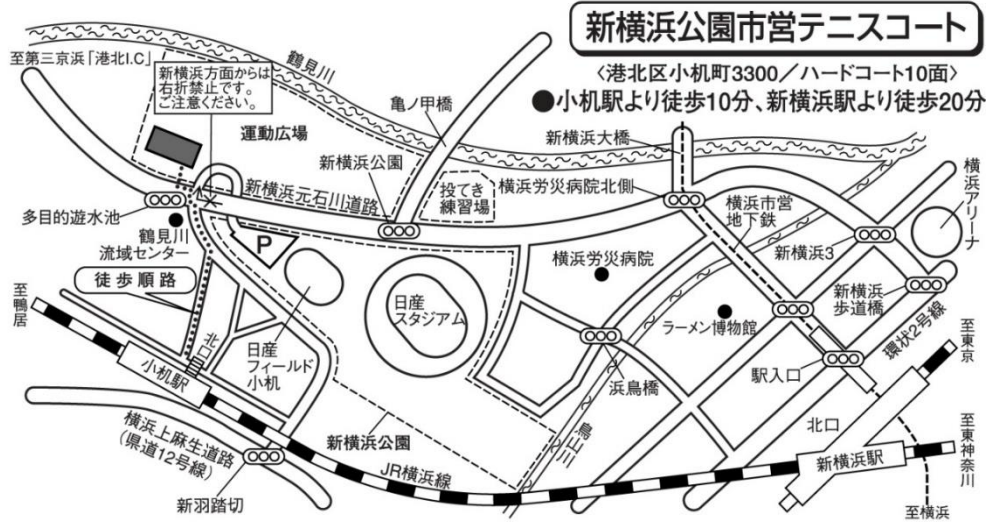 新横浜公園市営テニスコート
〈港北区小机町3300／ハードコート10面〉
●小机駅より徒歩10分、新横浜駅より徒歩20分
至第三京浜「港北I.C」
新横浜方面からは
右折禁止です。
ご注意ください。
鶴見川
運動広場
亀ノ甲橋
新横浜公園
新横浜元石川道路
投てき
練習場
新横浜大橋
横浜労災病院北側
横浜市営
地下鉄
横浜アリーナ
新横浜3
新横浜
歩道橋
環状2号線
多目的遊水池
鶴見川
流域センター
P
徒歩順路
至鴨居
北口
小机駅
日産
フィールド
小机
日産
スタジアム
横浜労災病院
ラーメン博物館
浜鳥橋
駅入口
至東京
北口
新横浜駅
至東神奈川
至横浜
鳥山川
新横浜公園
JR横浜線
横浜上麻生道路
(県道12号線)
新羽踏切